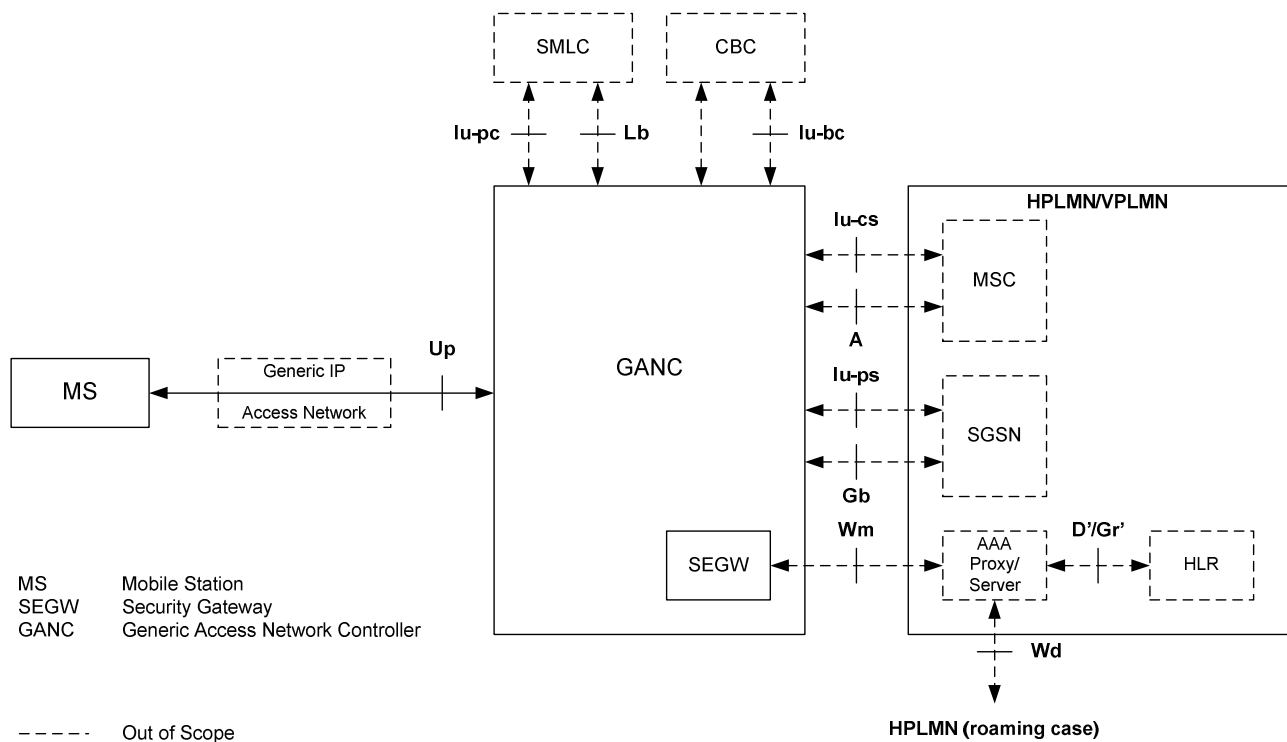 SMLC
CBC
Iu-pc
Lb
Iu-bc
HPLMN/VPLMN
Iu-cs
MSC
A
Up
GANC
Generic IP
Access Network
MS
Iu-ps
SGSN
Gb
Wm
D’/Gr’
SEGW
AAA
Proxy/
Server
HLR
MS Mobile Station
SEGW Security Gateway
GANC Generic Access Network Controller
Wd
HPLMN (roaming case)
Out of Scope